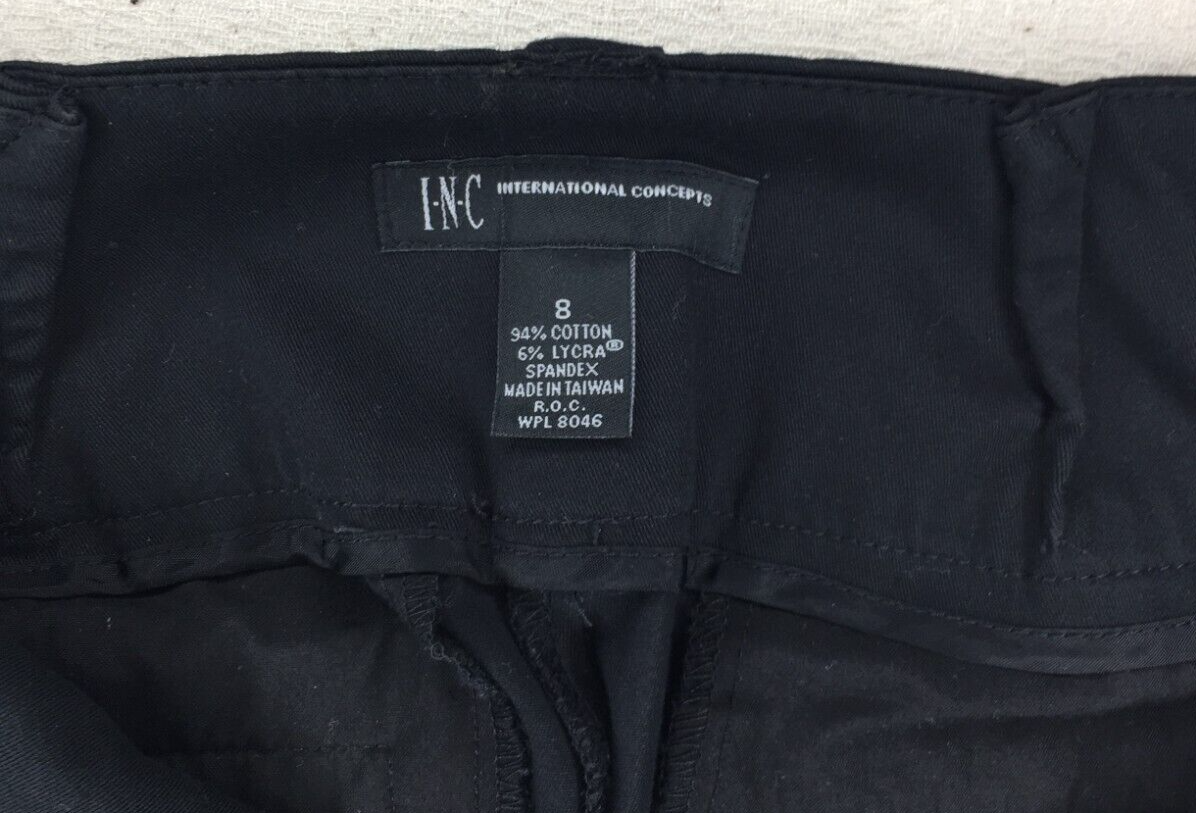 I·N·C INTERNATIONAL CONCEPTS
8
94% COTTON
6% LYCRA®
SPANDEX
MADE IN TAIWAN
R.O.C.
WPL 8046